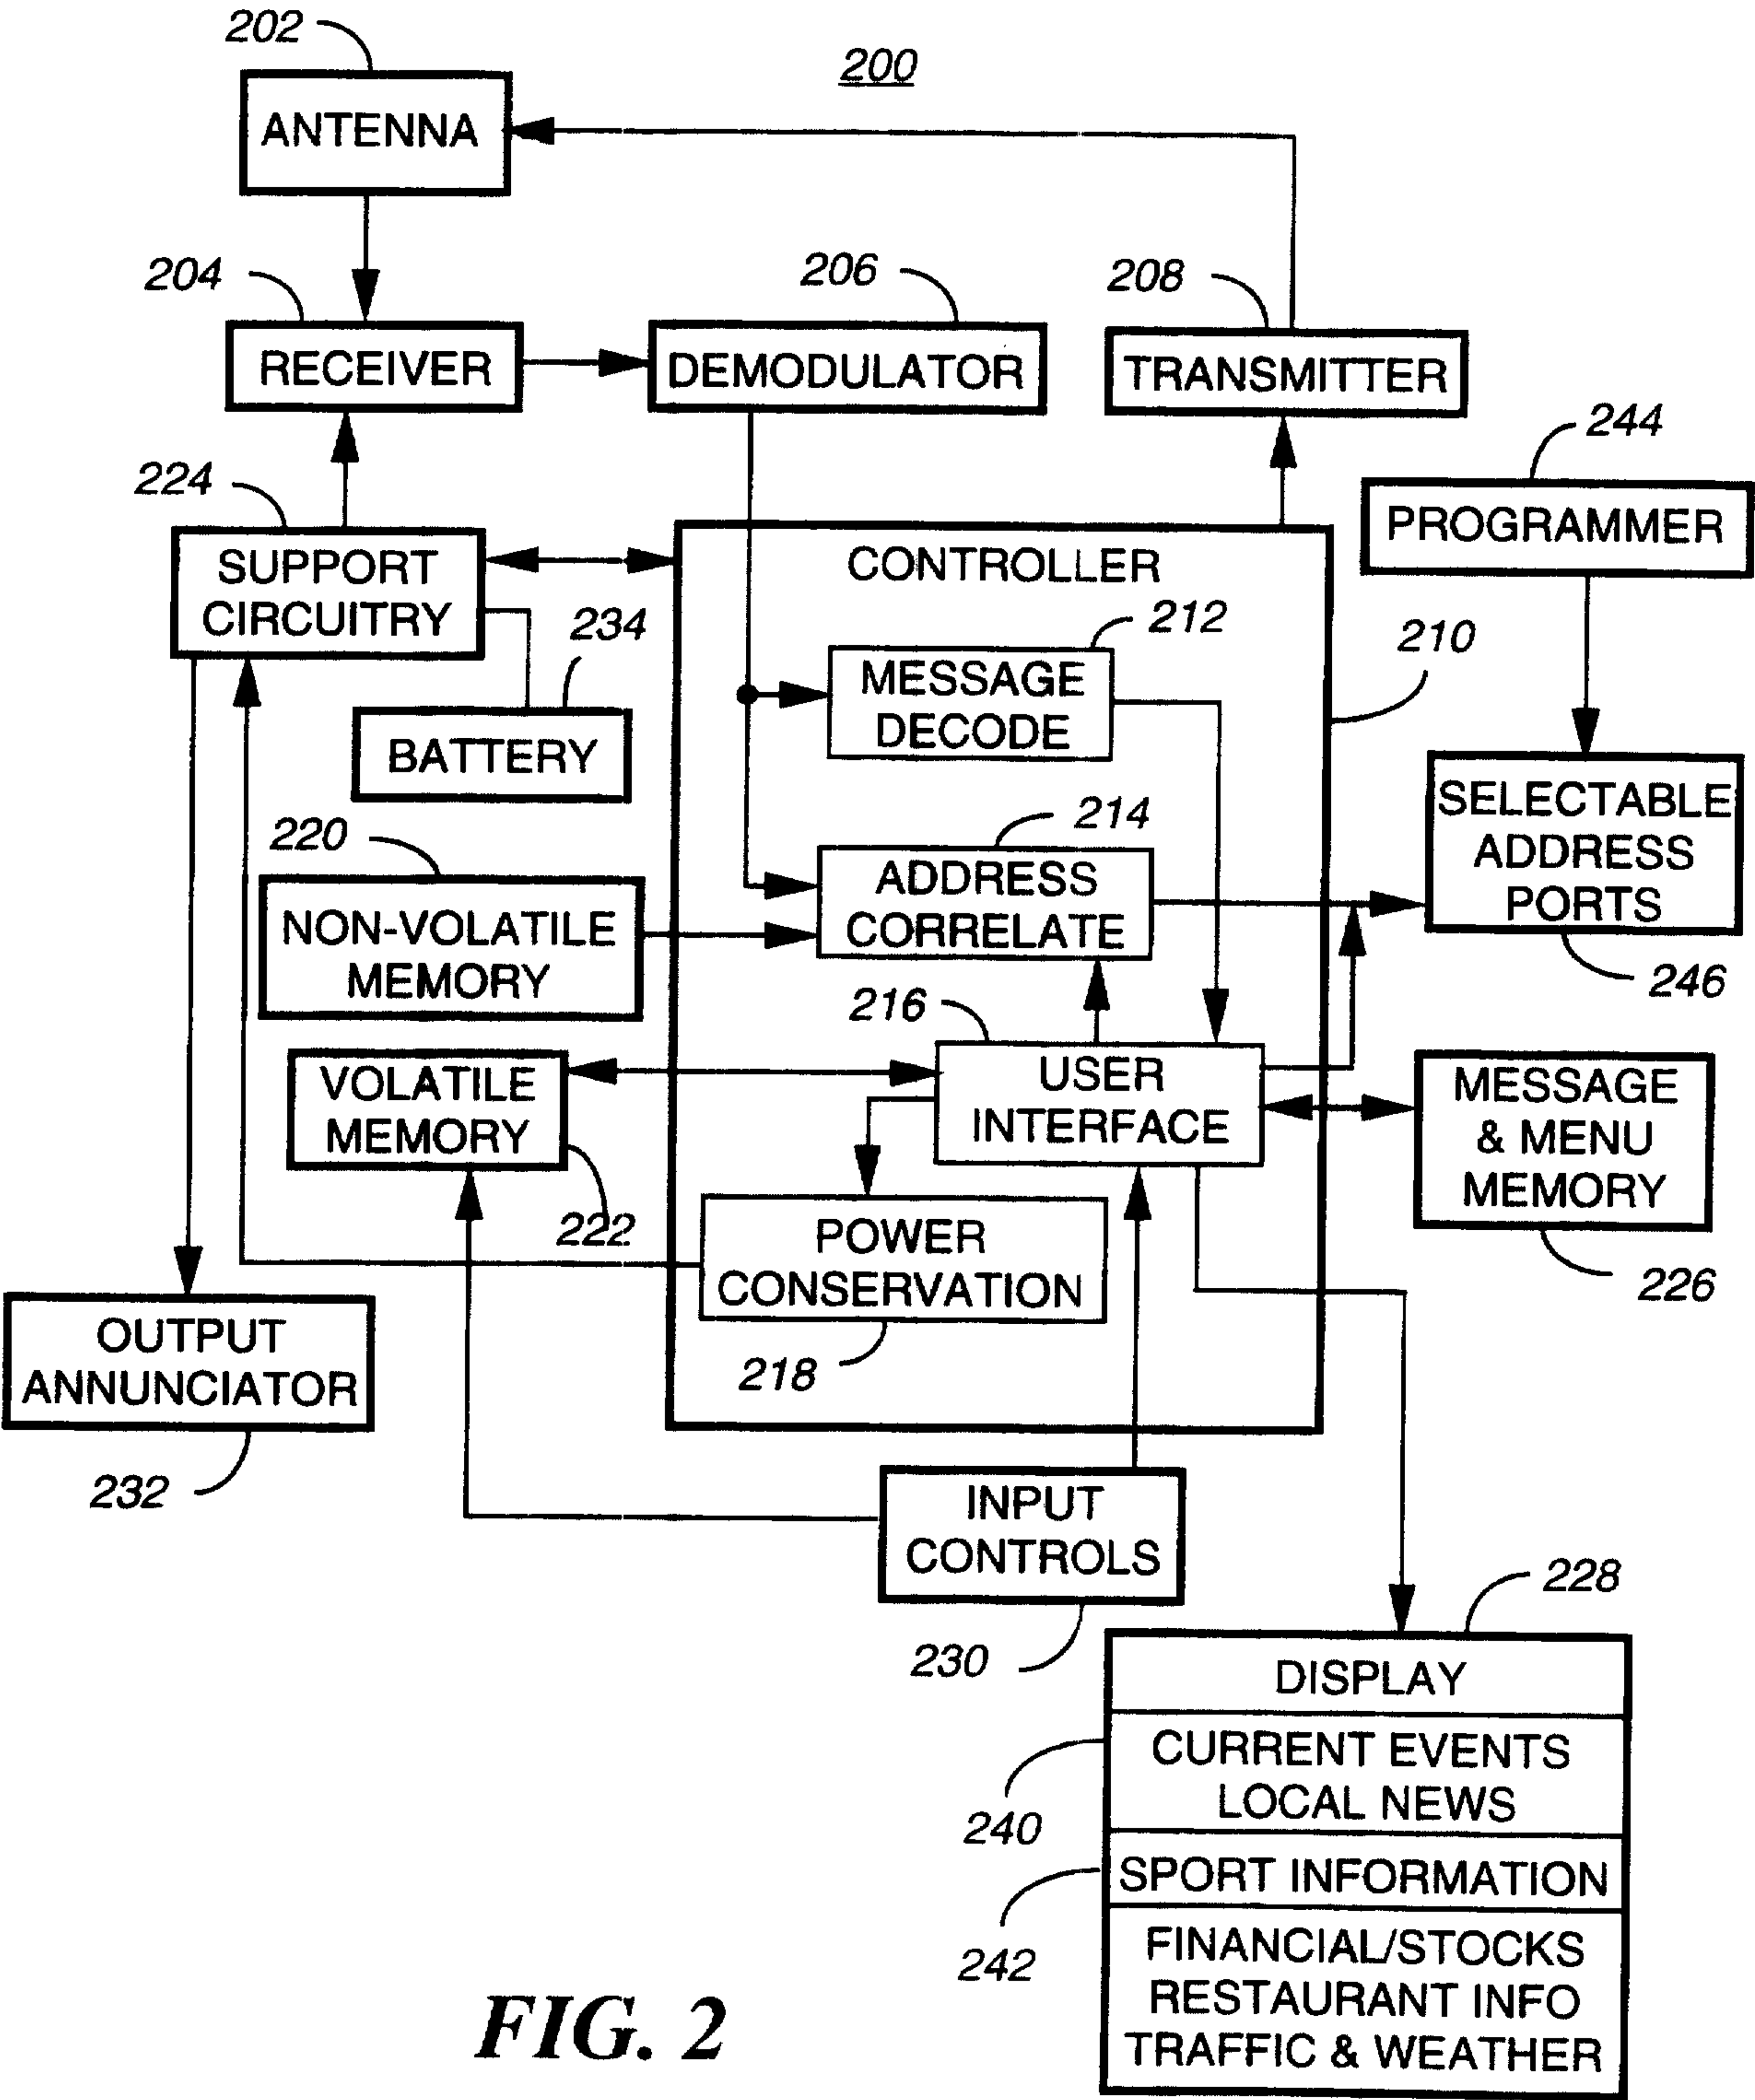 202
200
ANTENNA
204
206
208
RECEIVER
DEMODULATOR
TRANSMITTER
244
224
PROGRAMMER
SUPPORT
CIRCUITRY
CONTROLLER
234
212
210
MESSAGE
DECODE
BATTERY
SELECTABLE
ADDRESS
PORTS
220
214
ADDRESS
CORRELATE
NON-VOLATILE
MEMORY
246
216
VOLATILE
MEMORY
USER
INTERFACE
MESSAGE
& MENU
MEMORY
222
POWER
CONSERVATION
226
OUTPUT
ANNUNCIATOR
218
232
INPUT
CONTROLS
228
230
DISPLAY
CURRENT EVENTS
LOCAL NEWS
240
SPORT INFORMATION
242
FINANCIAL/STOCKS
RESTAURANT INFO
TRAFFIC & WEATHER
FIG. 2